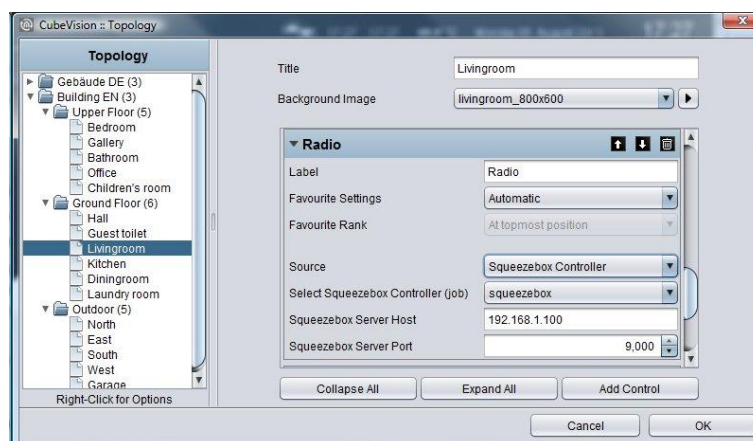 CubeVision :: Topology
17:27
Topology
Gebäude DE (3)
Building EN (3)
Upper Floor (5)
Bedroom
Gallery
Bathroom
Office
Children's room
Ground Floor (6)
Hall
Guest toilet
Livingroom
Kitchen
Diningroom
Laundry room
Outdoor (5)
North
East
South
West
Garage
Right-Click for Options
Title Livingroom
Background Image livingroom_800x600
Radio
Label Radio
Favourite Settings Automatic
Favourite Rank At topmost position
Source Squeezebox Controller
Select Squeezebox Controller (job) squeezebox
Squeezebox Server Host 192.168.1.100
Squeezebox Server Port 9,000
Collapse All Expand All Add Control
Cancel OK